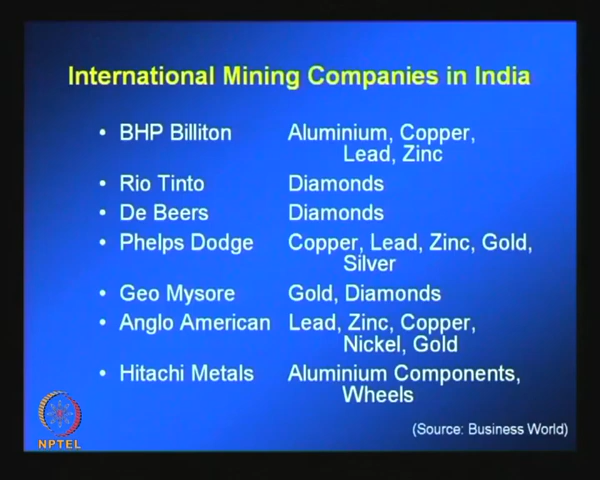 International Mining Companies in India
• BHP Billiton Aluminium, Copper,
Lead, Zinc
• Rio Tinto Diamonds
• De Beers Diamonds
• Phelps Dodge Copper, Lead, Zinc, Gold,
Silver
• Geo Mysore Gold, Diamonds
• Anglo American Lead, Zinc, Copper,
Nickel, Gold
• Hitachi Metals Aluminium Components,
Wheels
(Source: Business World)
NPTEL